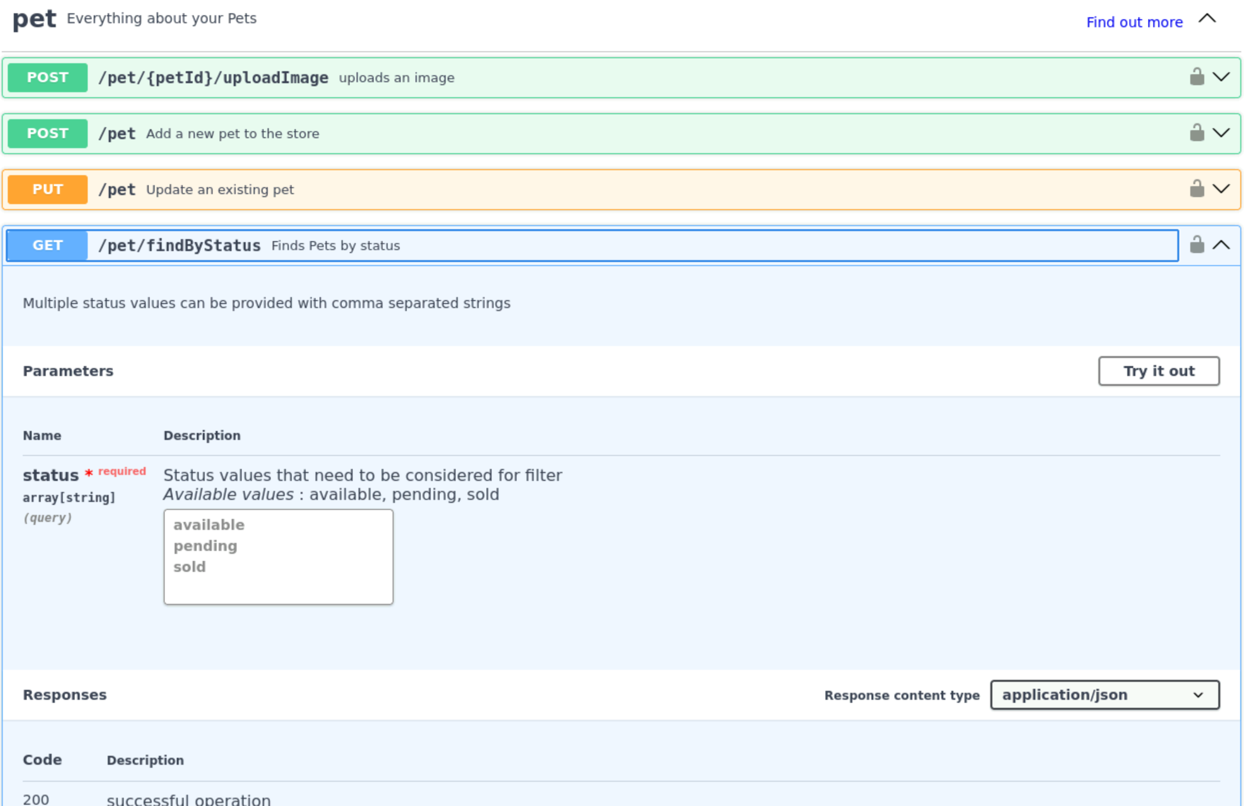 pet Everything about your Pets Find out more
POST /pet/{petId}/uploadImage uploads an image
POST /pet Add a new pet to the store
PUT /pet Update an existing pet
GET /pet/findByStatus Finds Pets by status
Multiple status values can be provided with comma separated strings
Parameters Try it out
Name Description
status * required Status values that need to be considered for filter
array[string] Available values : available, pending, sold
(query)
available
pending
sold
Responses Response content type application/json
Code Description
200 successful operation